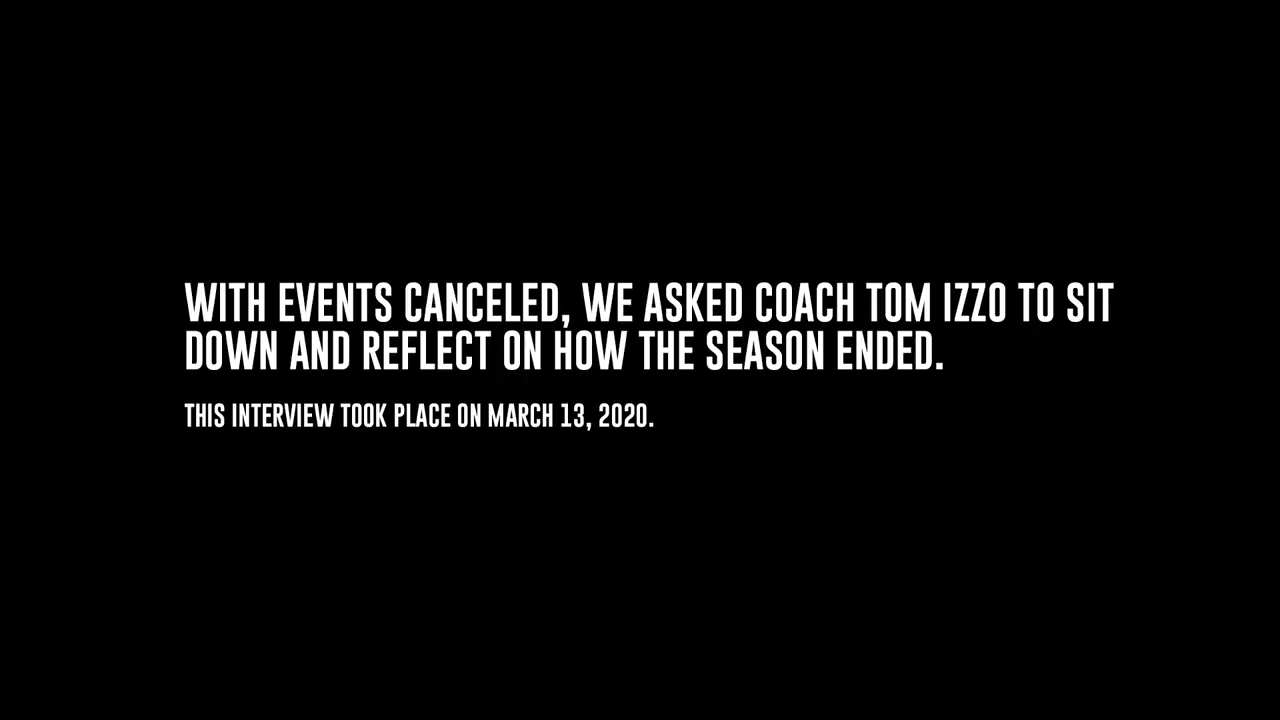 WITH EVENTS CANCELED, WE ASKED COACH TOM IZZO TO SIT
DOWN AND REFLECT ON HOW THE SEASON ENDED.
THIS INTERVIEW TOOK PLACE ON MARCH 13, 2020.